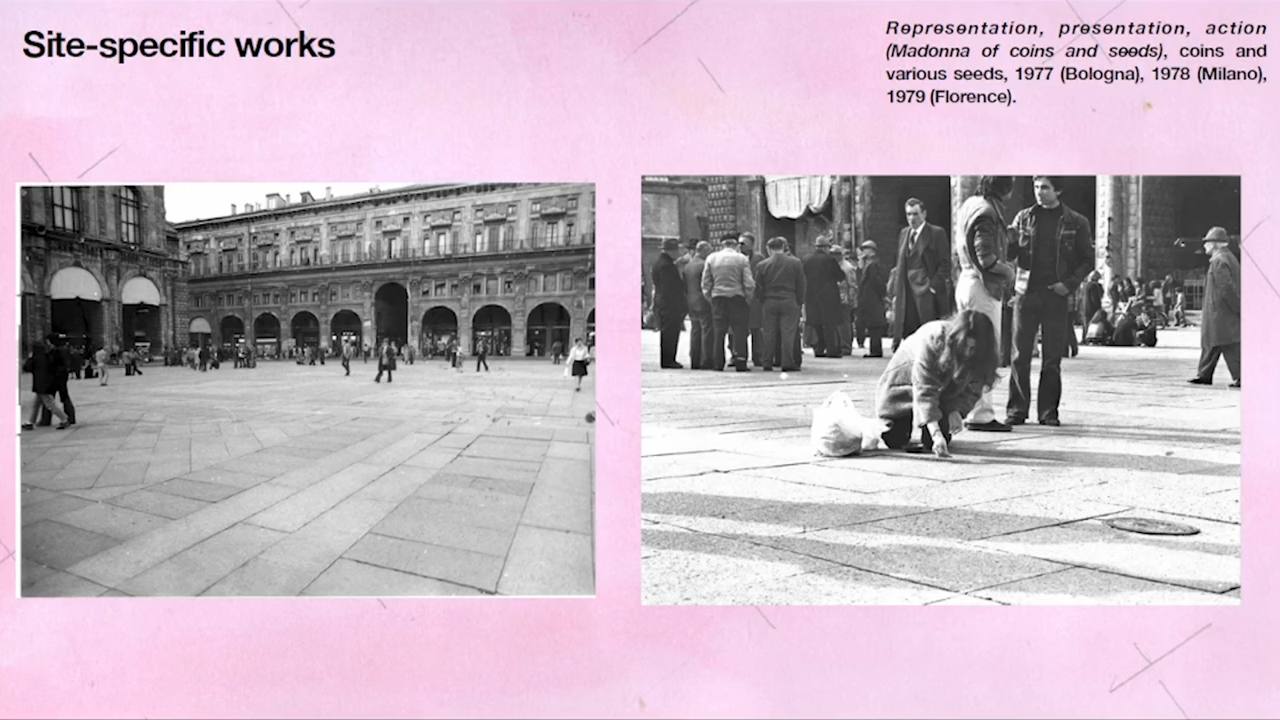 Site-specific works
Representation, presentation, action
(Madonna of coins and seeds), coins and
various seeds, 1977 (Bologna), 1978 (Milano),
1979 (Florence).